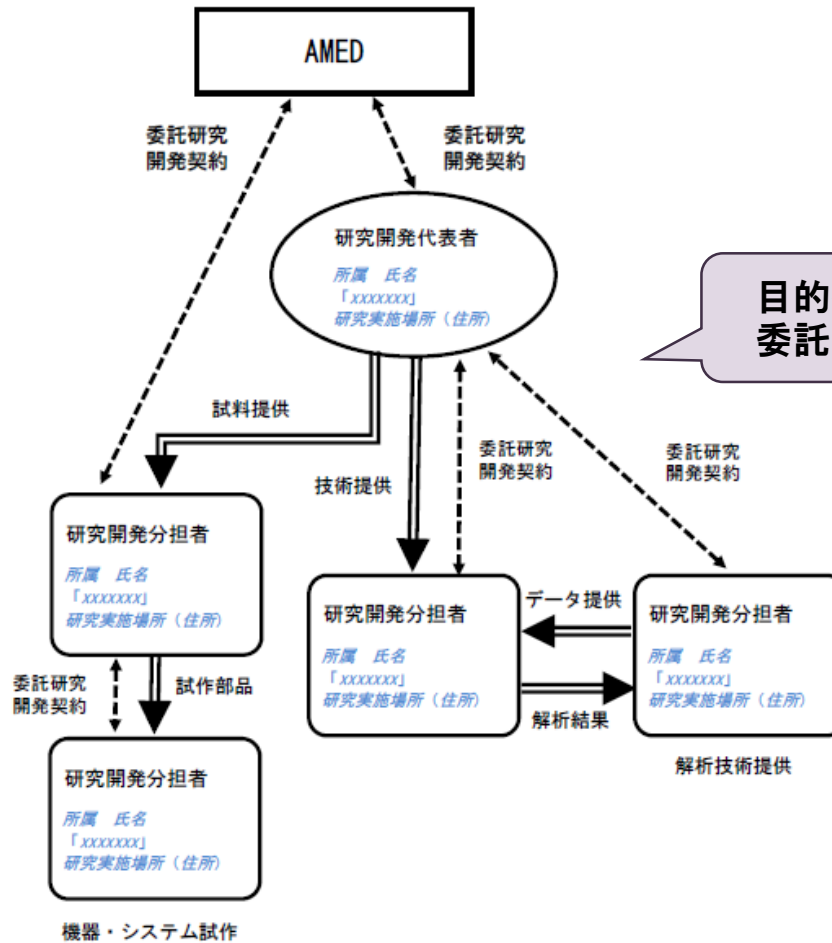 AMED
委託研究
開発契約
委託研究
開発契約
研究開発代表者
所属　氏名
「xxxxxxx」
研究実施場所（住所）
目的
委託
試料提供
技術提供
委託研究
開発契約
委託研究
開発契約
研究開発分担者
所属　氏名
「xxxxxxx」
研究実施場所（住所）
研究開発分担者
所属　氏名
「xxxxxxx」
研究実施場所（住所）
データ提供
解析結果
研究開発分担者
所属　氏名
「xxxxxxx」
研究実施場所（住所）
解析技術提供
委託研究
開発契約
試作部品
研究開発分担者
所属　氏名
「xxxxxxx」
研究実施場所（住所）
機器・システム試作